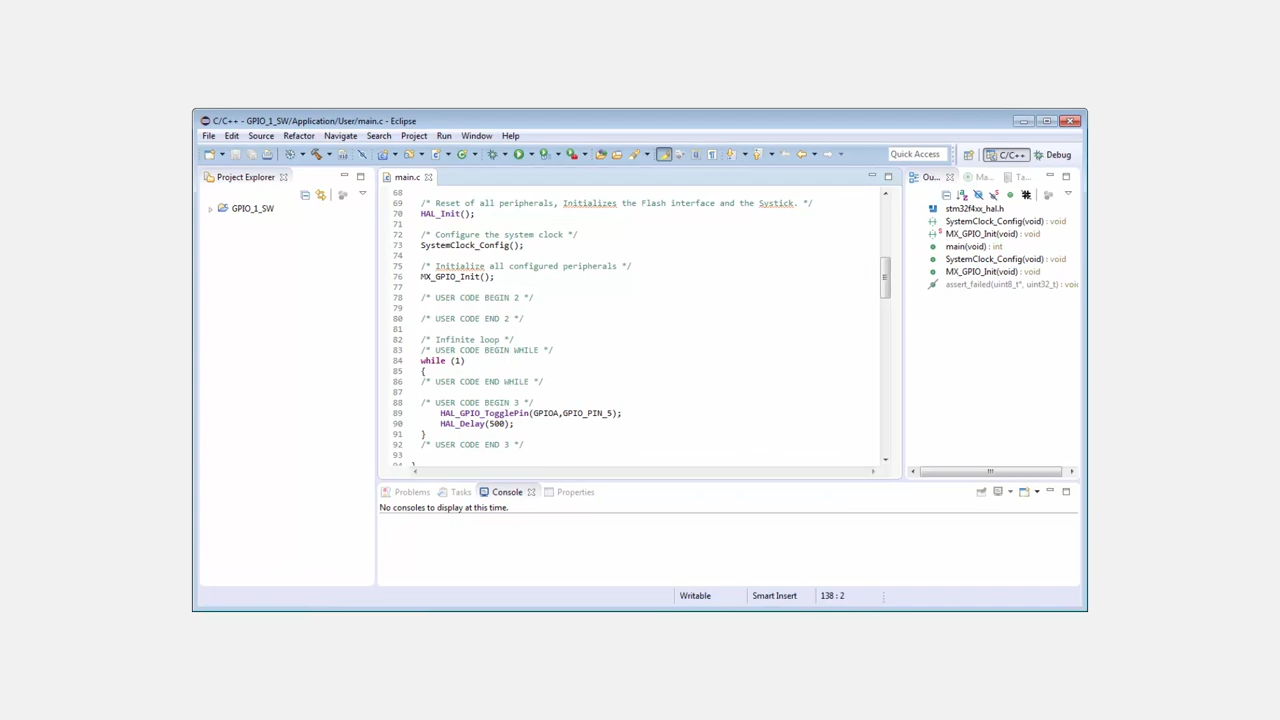 C/C++ - GPIO_1_SW/Application/User/main.c - Eclipse
File Edit Source Refactor Navigate Search Project Run Window Help
Quick Access C/C++ Debug
Project Explorer
GPIO_1_SW
main.c
68
69 /* Reset of all peripherals, Initializes the Flash interface and the Systick. */
70 HAL_Init();
71
72 /* Configure the system clock */
73 SystemClock_Config();
74
75 /* Initialize all configured peripherals */
76 MX_GPIO_Init();
77
78 /* USER CODE BEGIN 2 */
79
80 /* USER CODE END 2 */
81
82 /* Infinite loop */
83 /* USER CODE BEGIN WHILE */
84 while (1)
85 {
86 /* USER CODE END WHILE */
87
88 /* USER CODE BEGIN 3 */
89 HAL_GPIO_TogglePin(GPIOA,GPIO_PIN_5);
90 HAL_Delay(500);
91 }
92 /* USER CODE END 3 */
93
94 }
Ou... Ma... Ta...
stm32f4xx_hal.h
SystemClock_Config(void) : void
MX_GPIO_Init(void) : void
main(void) : int
SystemClock_Config(void) : void
MX_GPIO_Init(void) : void
assert_failed(uint8_t*, uint32_t) : void
Problems Tasks Console Properties
No consoles to display at this time.
Writable Smart Insert 138 : 2